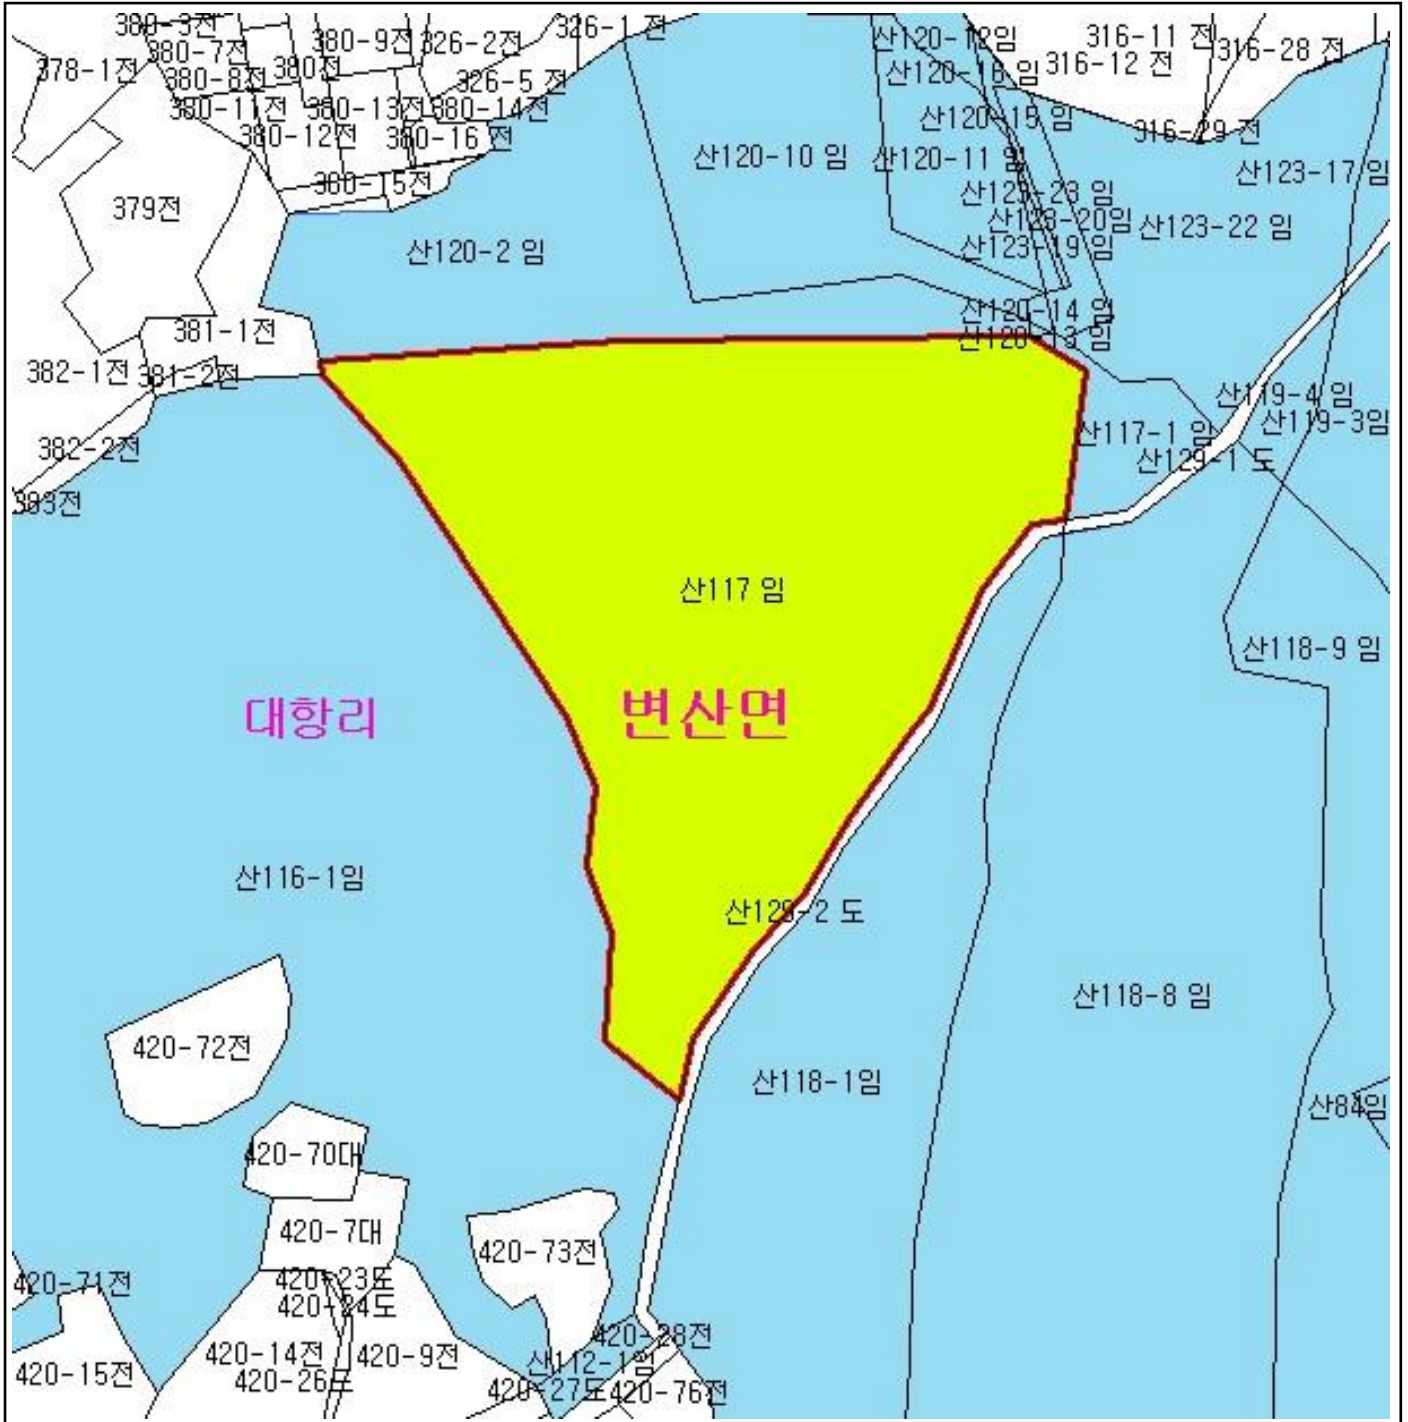 380-3전
326-1 전
380-7전
380-9전
326-2전
산120-12임
316-11 전
316-28 전
378-1전
380-8전
380전
326-5 전
산120-16 임
316-12 전
380-11전
380-13전
380-14전
산120-15 임
380-12전
380-16 전
316-29 전
산120-10 임
산120-11 임
산123-17 임
380-15전
산123-23 임
379전
산123-20임
산123-22 임
산120-2 임
산123-19 임
산120-14 임
381-1전
산120-13 임
382-1전
381-2전
산119-4 임
산119-3임
382-2전
산117-1 임
산129-1 도
383전
산117 임
산118-9 임
대항리
변산면
산116-1임
산129-2 도
산118-8 임
420-72전
산118-1임
산84임
420-70대
420-7대
420-73전
420-71전
420-23도
420-24도
420-28전
420-14전
420-9전
산112-1임
420-15전
420-26도
420-27도
420-76전